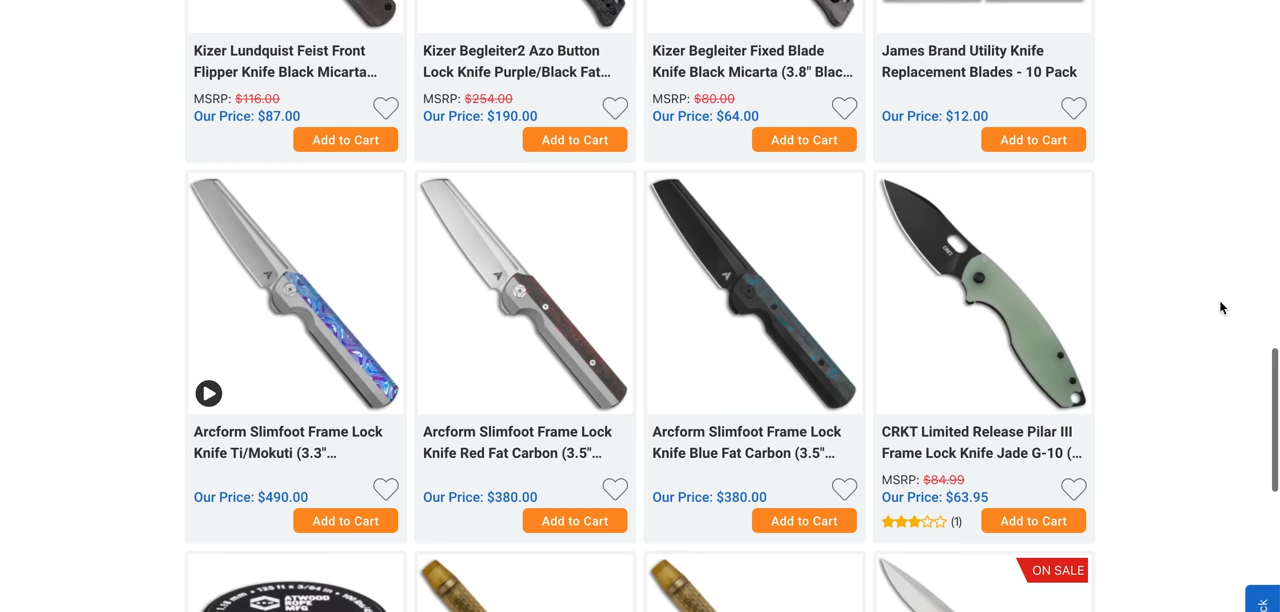 Kizer Lundquist Feist Front
Flipper Knife Black Micarta...
MSRP: $116.00
Our Price: $87.00
Add to Cart
Kizer Begleiter2 Azo Button
Lock Knife Purple/Black Fat...
MSRP: $254.00
Our Price: $190.00
Add to Cart
Kizer Begleiter Fixed Blade
Knife Black Micarta (3.8" Blac...
MSRP: $80.00
Our Price: $64.00
Add to Cart
James Brand Utility Knife
Replacement Blades - 10 Pack
Our Price: $12.00
Add to Cart
Arcform Slimfoot Frame Lock
Knife Ti/Mokuti (3.3"...
Our Price: $490.00
Add to Cart
Arcform Slimfoot Frame Lock
Knife Red Fat Carbon (3.5"...
Our Price: $380.00
Add to Cart
Arcform Slimfoot Frame Lock
Knife Blue Fat Carbon (3.5"...
Our Price: $380.00
Add to Cart
CRKT
CRKT Limited Release Pilar III
Frame Lock Knife Jade G-10 (...
MSRP: $84.99
Our Price: $63.95
(1)
Add to Cart
ATWOOD
ROPE
MFG
ON SALE